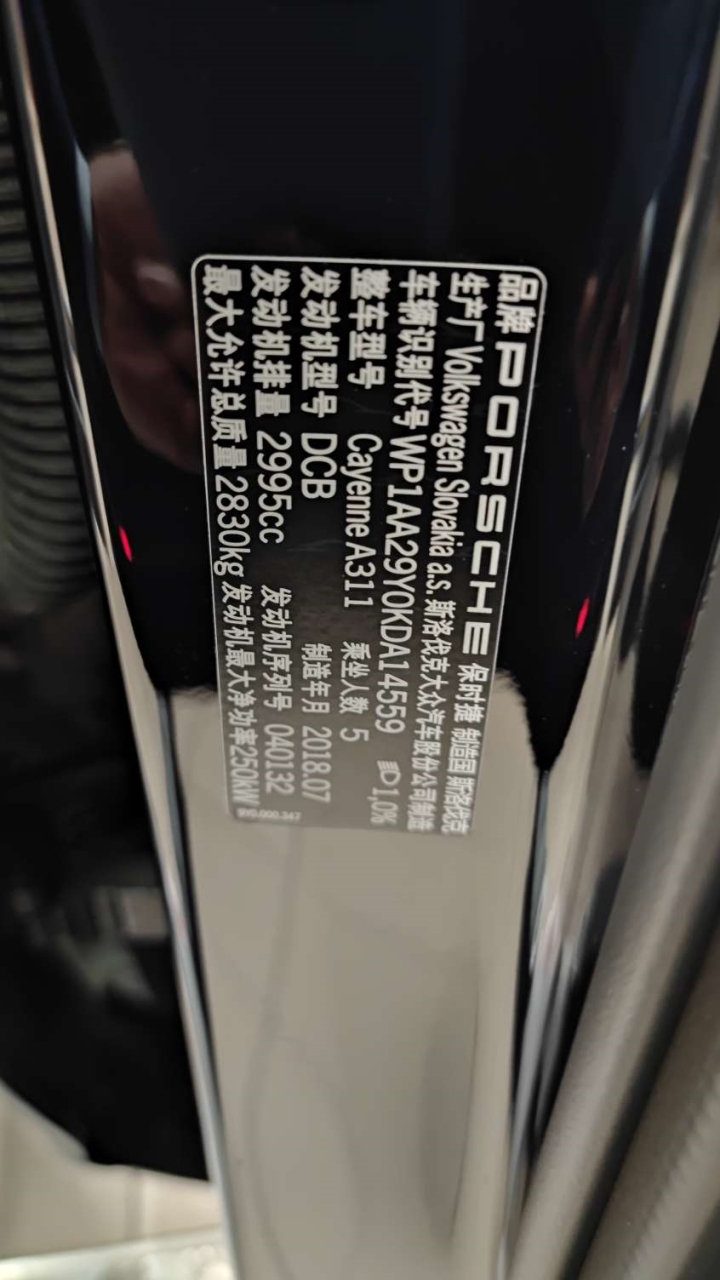 品牌 PORSCHE 保时捷 制造国 斯洛伐克
生产厂 Volkswagen Slovakia a.s. 斯洛伐克大众汽车股份公司制造
车辆识别代号 WP1AA29Y0KDA14559
整车型号 Cayenne A311 乘坐人数 5 1,0%
发动机型号 DCB 制造年月 2018.07
发动机排量 2995cc 发动机序列号 040132
最大允许总质量 2830kg 发动机最大净功率250kW
9Y0.000.347